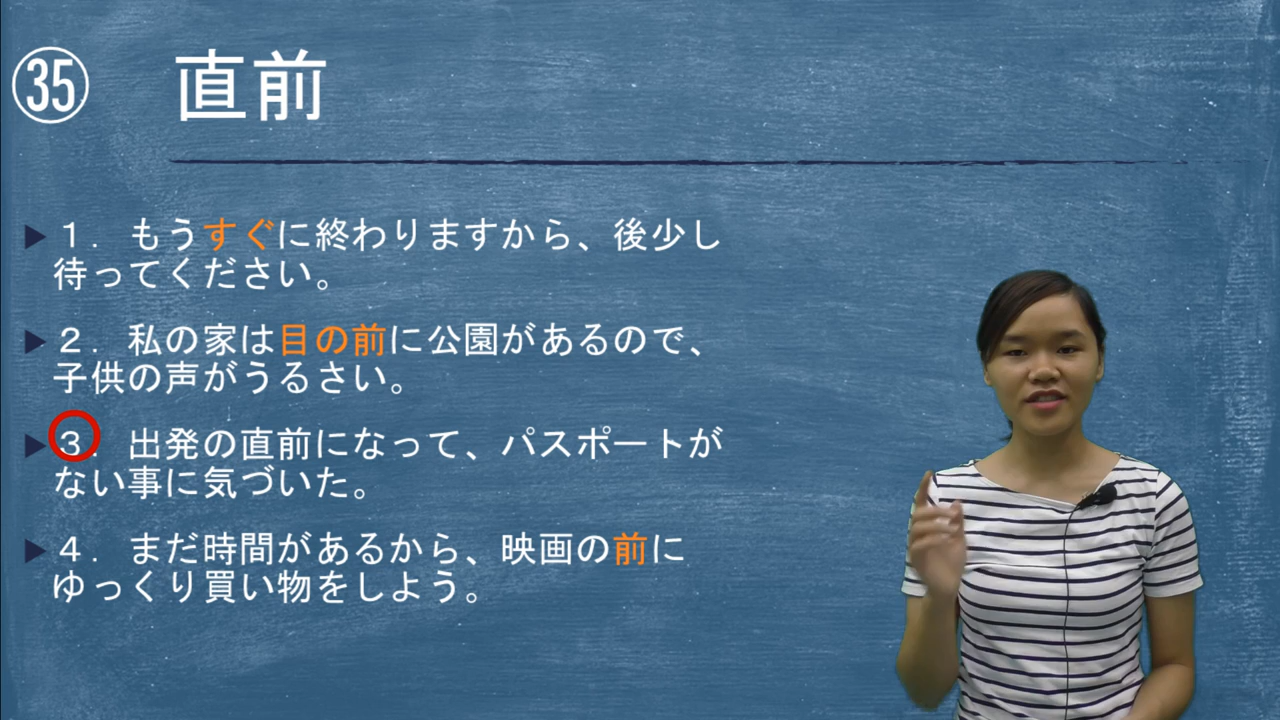 ㉟ 直前
１．もうすぐに終わりますから、後少し
待ってください。
２．私の家は目の前に公園があるので、
子供の声がうるさい。
３．出発の直前になって、パスポートが
ない事に気づいた。
４．まだ時間があるから、映画の前に
ゆっくり買い物をしよう。